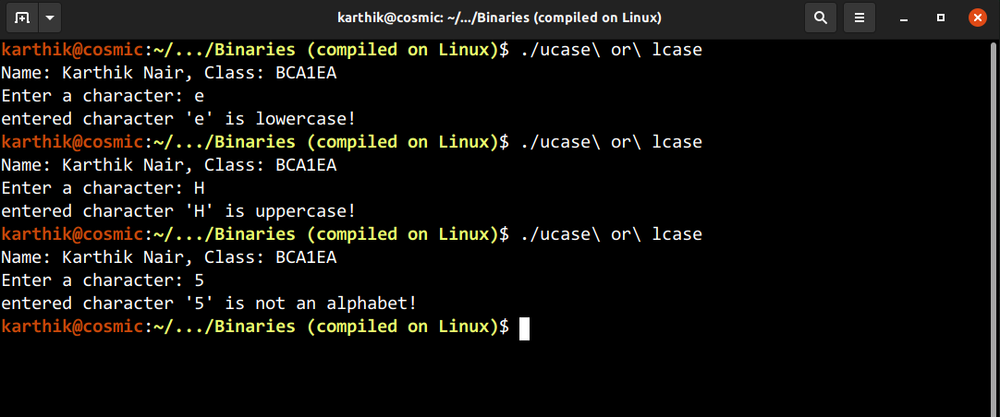 karthik@cosmic: ~/.../Binaries (compiled on Linux)
karthik@cosmic:~/.../Binaries (compiled on Linux)$ ./ucase\ or\ lcase
Name: Karthik Nair, Class: BCA1EA
Enter a character: e
entered character 'e' is lowercase!
karthik@cosmic:~/.../Binaries (compiled on Linux)$ ./ucase\ or\ lcase
Name: Karthik Nair, Class: BCA1EA
Enter a character: H
entered character 'H' is uppercase!
karthik@cosmic:~/.../Binaries (compiled on Linux)$ ./ucase\ or\ lcase
Name: Karthik Nair, Class: BCA1EA
Enter a character: 5
entered character '5' is not an alphabet!
karthik@cosmic:~/.../Binaries (compiled on Linux)$